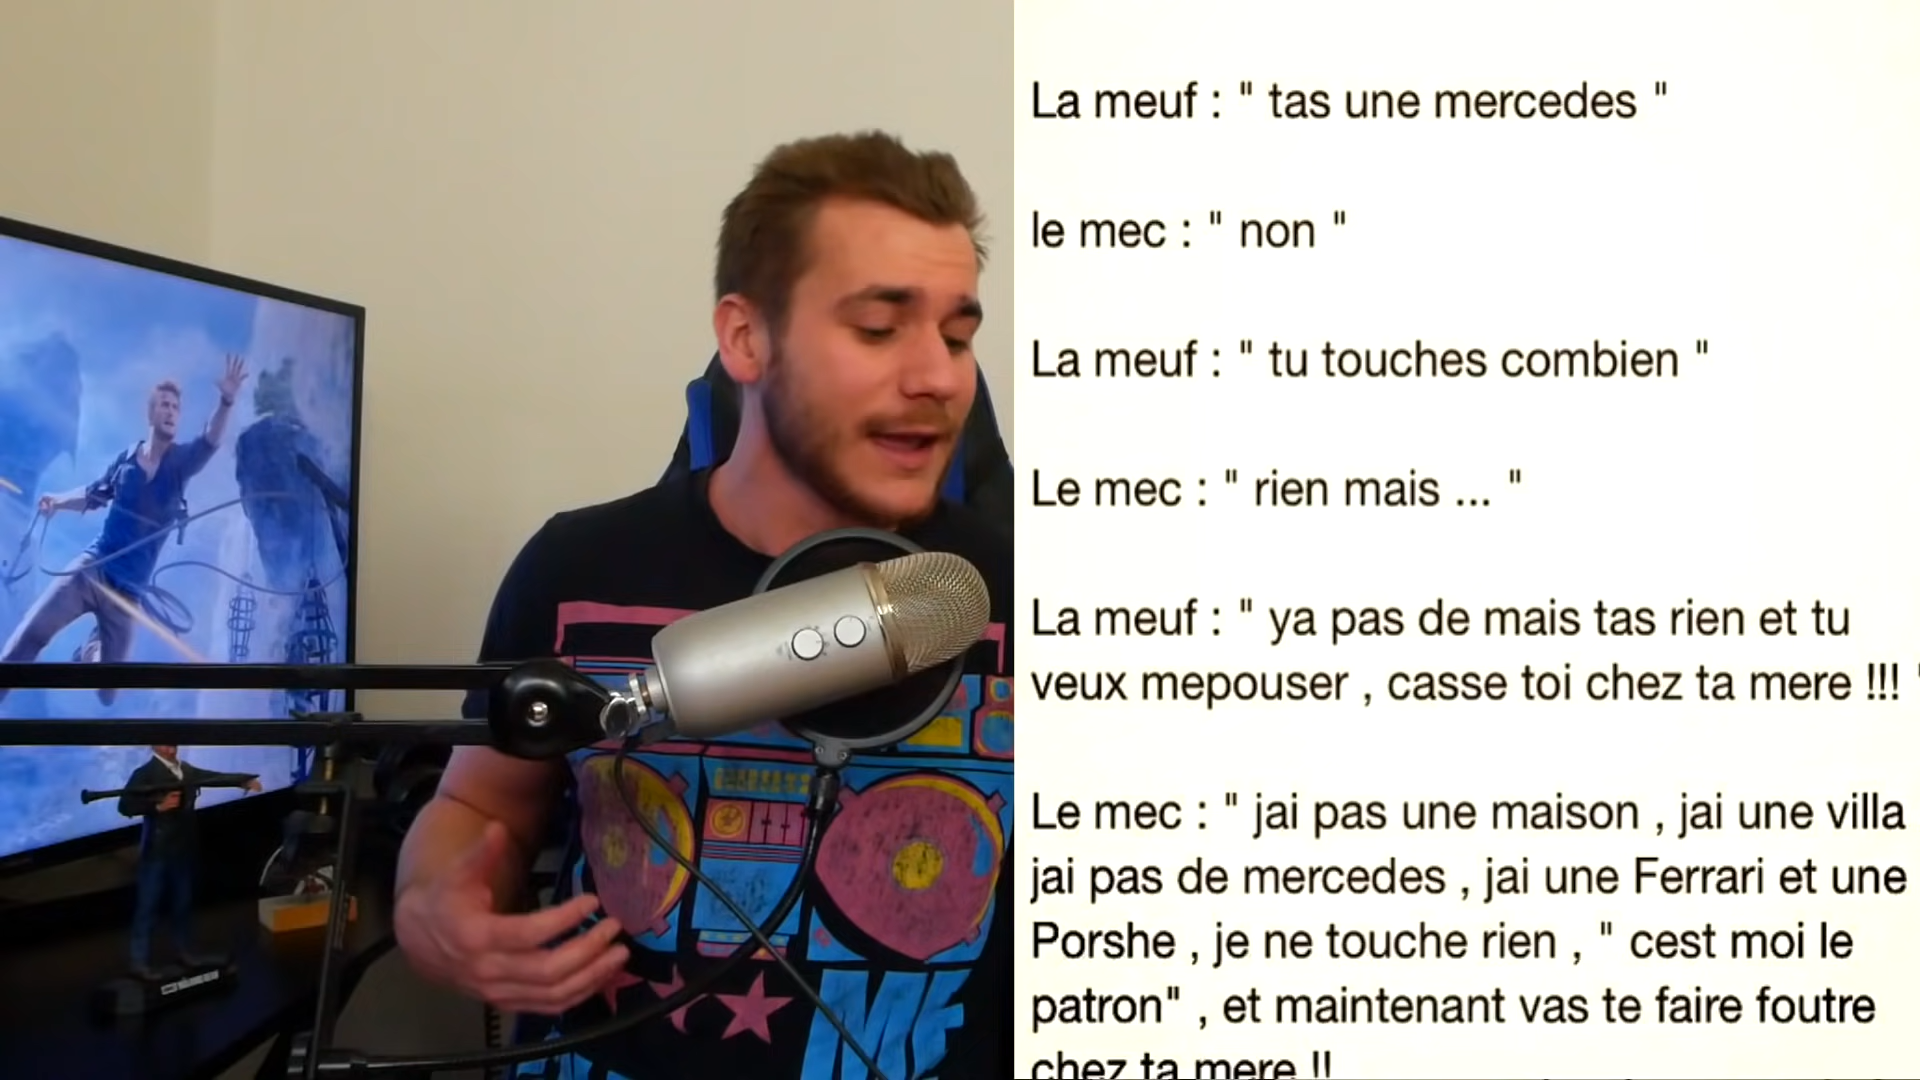 La meuf : " tas une mercedes "
le mec : " non "
La meuf : " tu touches combien "
Le mec : " rien mais ... "
La meuf : " ya pas de mais tas rien et tu
veux mepouser , casse toi chez ta mere !!! "
Le mec : " jai pas une maison , jai une villa
jai pas de mercedes , jai une Ferrari et une
Porshe , je ne touche rien , " cest moi le
patron" , et maintenant vas te faire foutre
chez ta mere !!